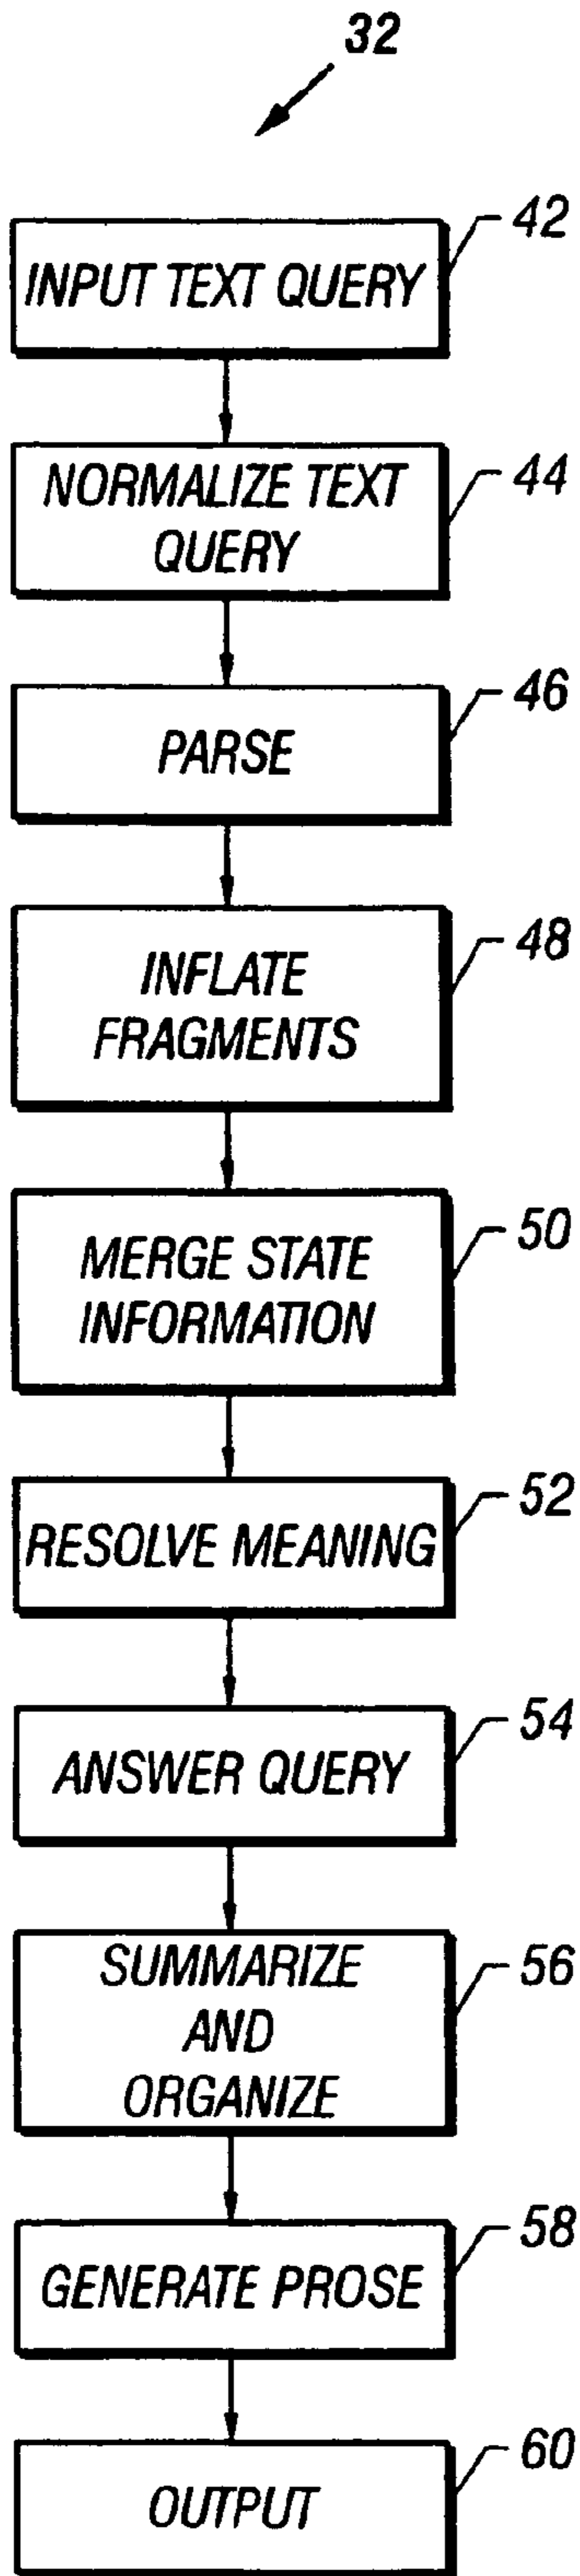 32
42
INPUT TEXT QUERY
44
NORMALIZE TEXT
QUERY
46
PARSE
48
INFLATE
FRAGMENTS
50
MERGE STATE
INFORMATION
52
RESOLVE MEANING
54
ANSWER QUERY
56
SUMMARIZE
AND
ORGANIZE
58
GENERATE PROSE
60
OUTPUT